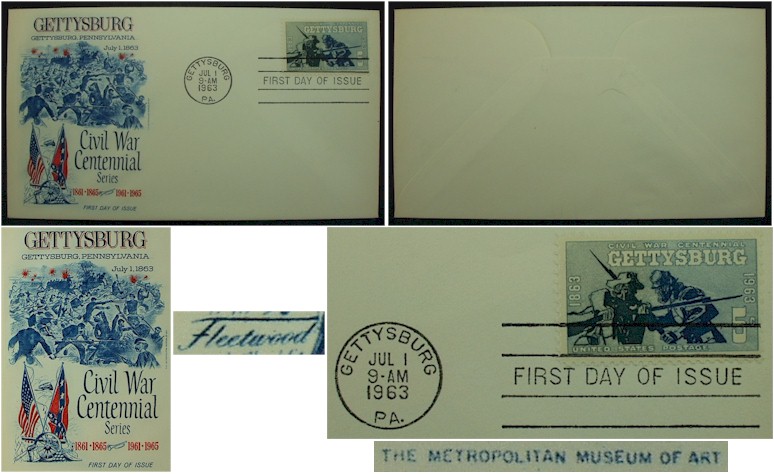 GETTYSBURG
GETTYSBURG, PENNSYLVANIA
July 1, 1863
Civil War
Centennial
Series
1861·1865 1961·1965
FIRST DAY OF ISSUE
GETTYSBURG
JUL 1
9-AM
1963
PA.
GETTYSBURG
FIRST DAY OF ISSUE
GETTYSBURG
GETTYSBURG, PENNSYLVANIA
July 1, 1863
Civil War
Centennial
Series
1861·1865 1961·1965
FIRST DAY OF ISSUE
Fleetwood
GETTYSBURG
JUL 1
9-AM
1963
PA.
CIVIL WAR CENTENNIAL
GETTYSBURG
1863
1963
5¢
UNITED STATES POSTAGE
FIRST DAY OF ISSUE
THE METROPOLITAN MUSEUM OF ART